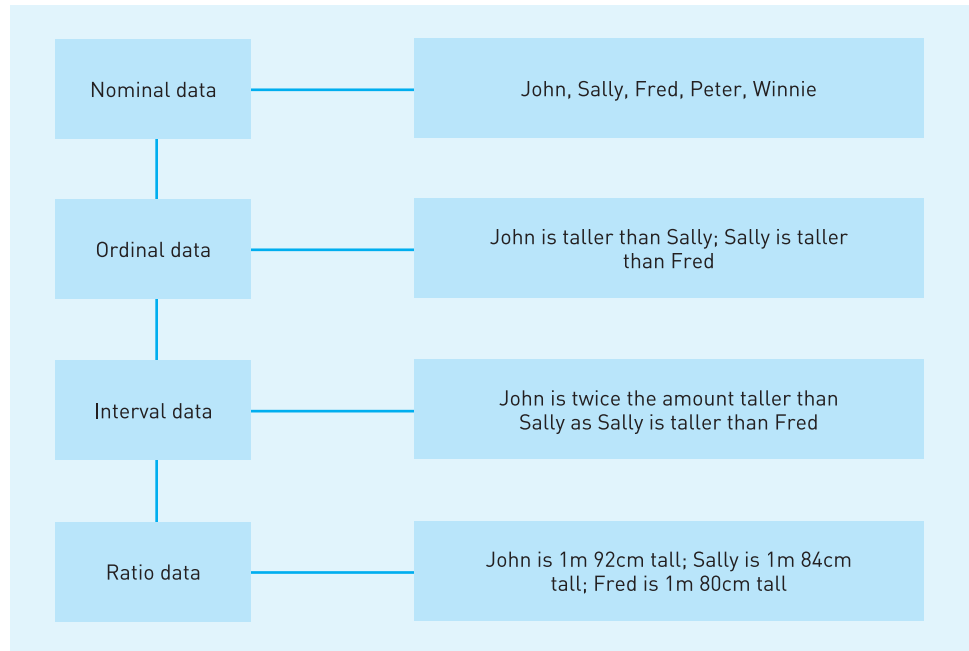 Nominal data
John, Sally, Fred, Peter, Winnie
Ordinal data
John is taller than Sally; Sally is taller
than Fred
Interval data
John is twice the amount taller than
Sally as Sally is taller than Fred
Ratio data
John is 1m 92cm tall; Sally is 1m 84cm
tall; Fred is 1m 80cm tall